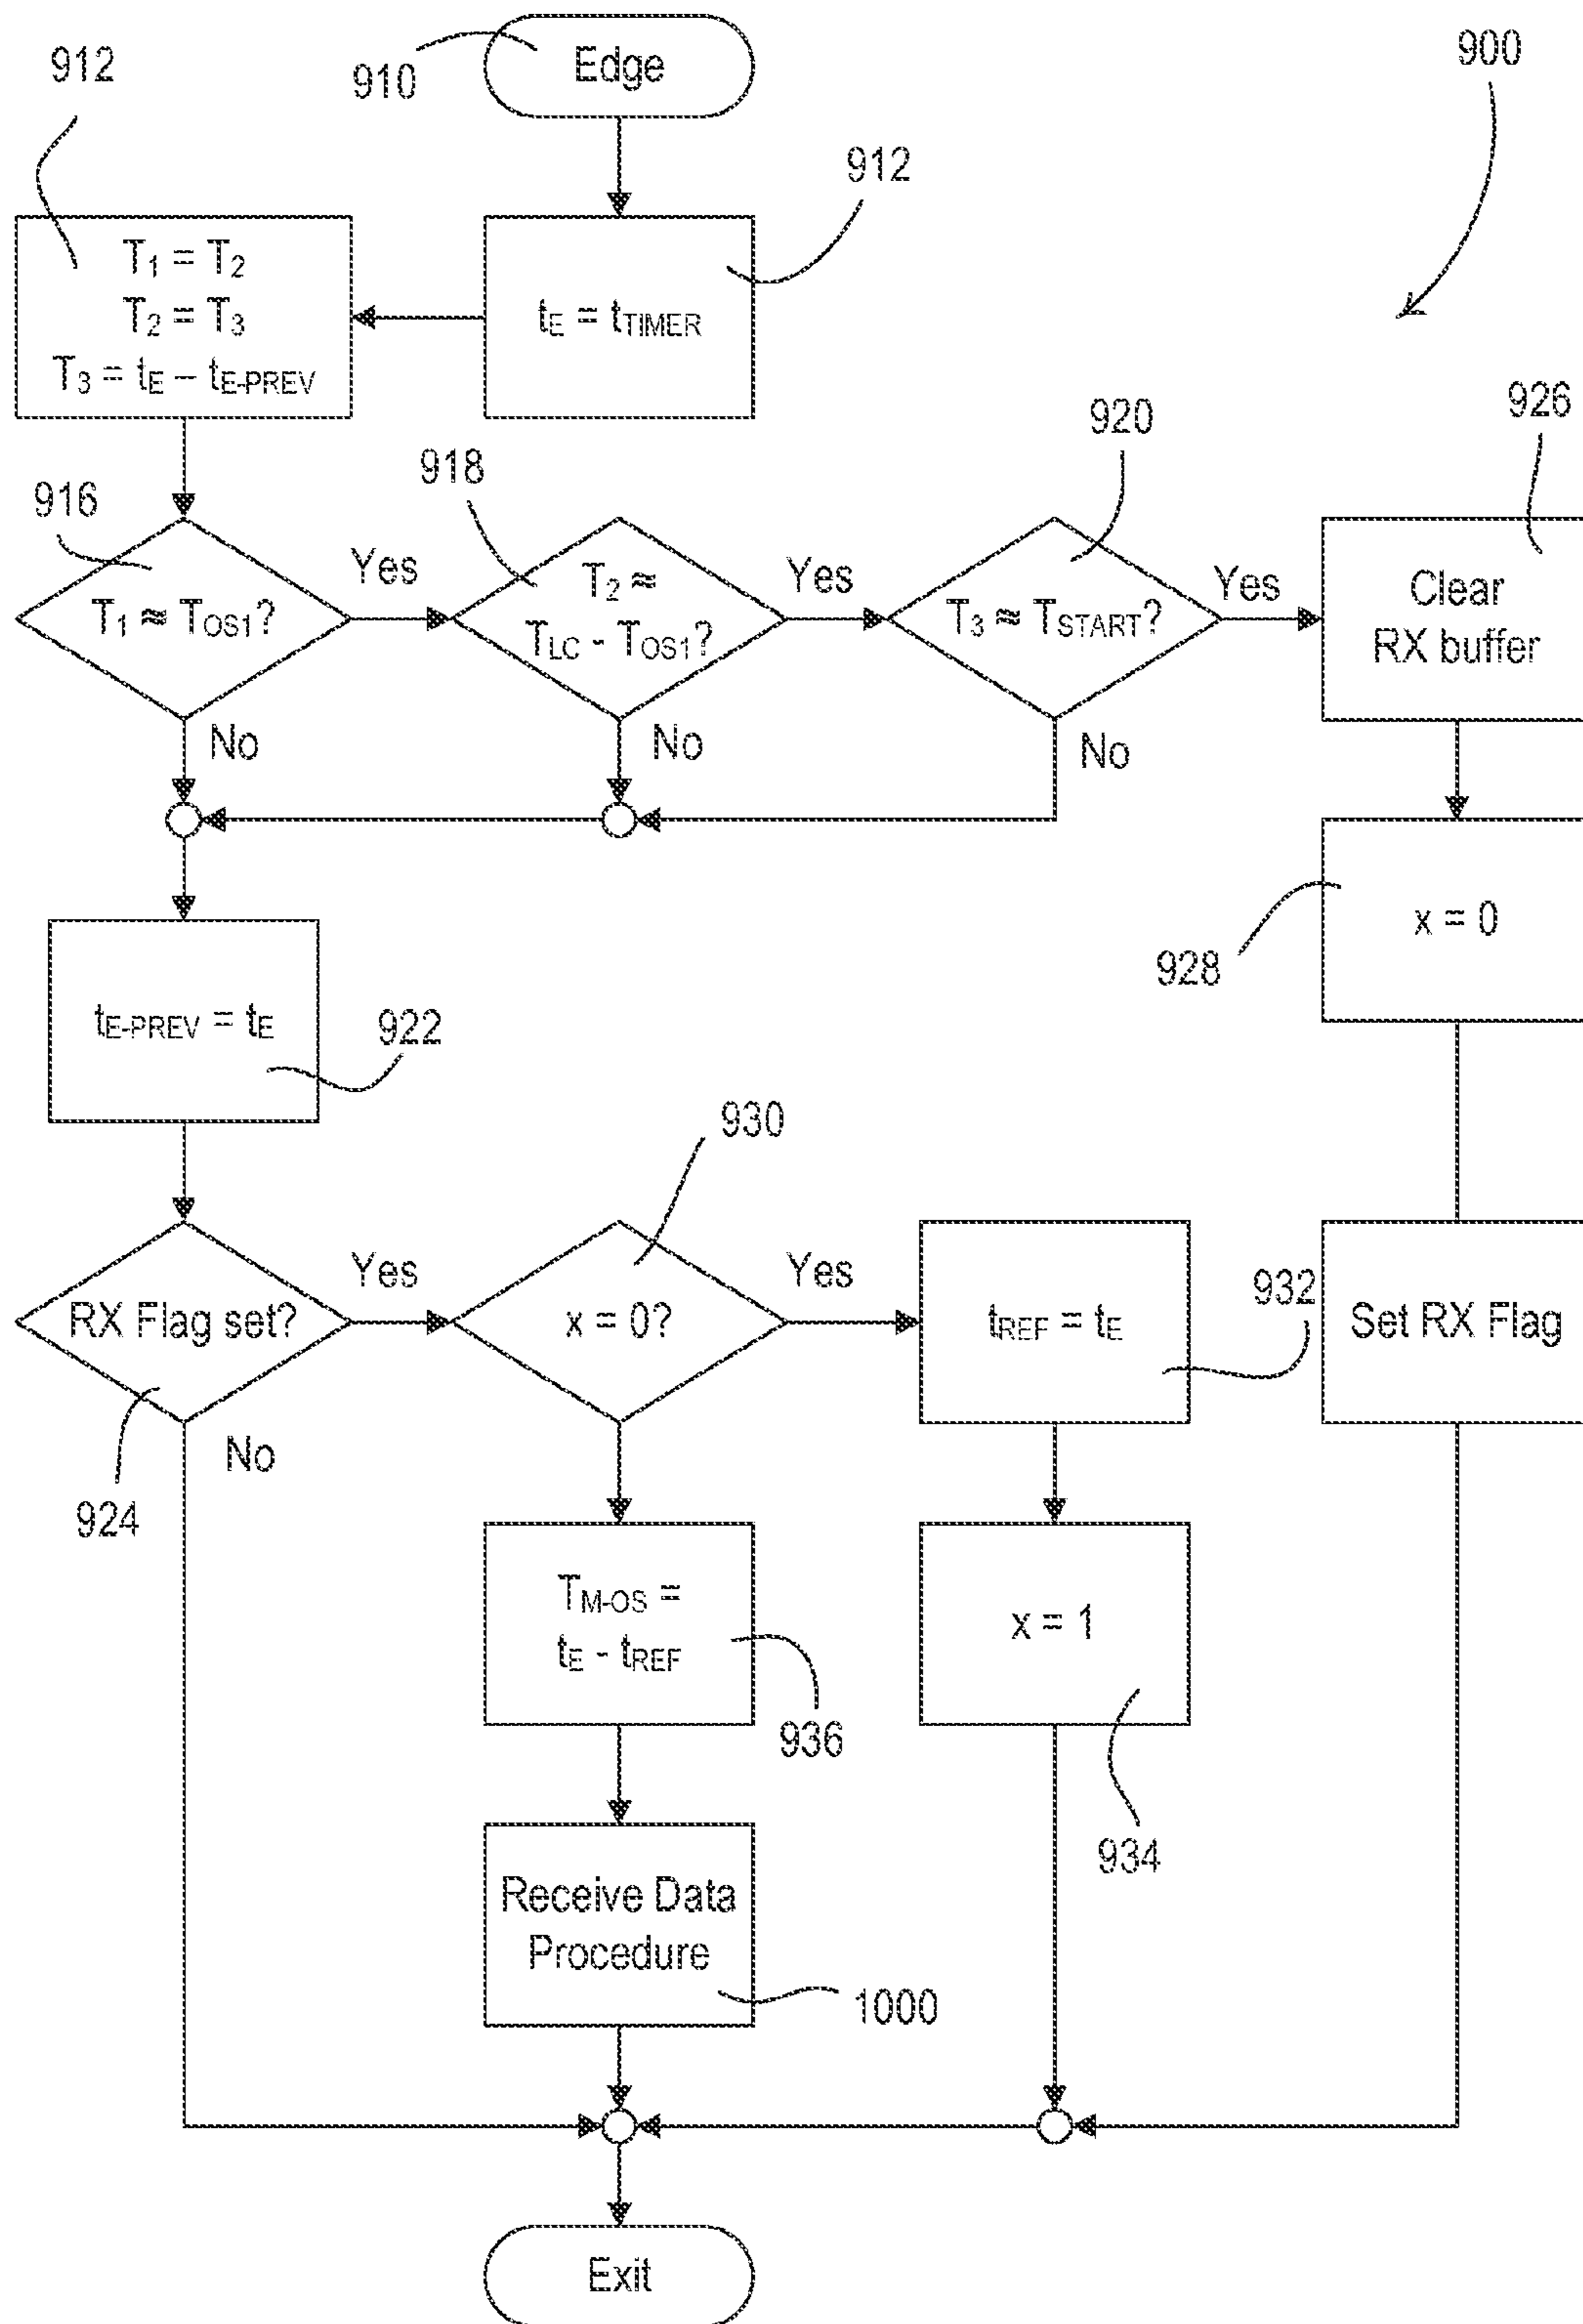 910
Edge
900
912
912
T₁ = T₂
T₂ = T₃
T₃ = tE – tE-PREV
tE = tTIMER
916
918
920
926
T₁ ≈ TOS1?
Yes
T₂ ≈
TLC - TOS1?
Yes
T₃ ≈ TSTART?
Yes
Clear
RX buffer
No
No
No
928
x = 0
tE-PREV = tE
922
930
RX Flag set?
Yes
x = 0?
Yes
tREF = tE
932
Set RX Flag
924
No
TM-OS =
tE - tREF
936
x = 1
934
Receive Data
Procedure
1000
Exit